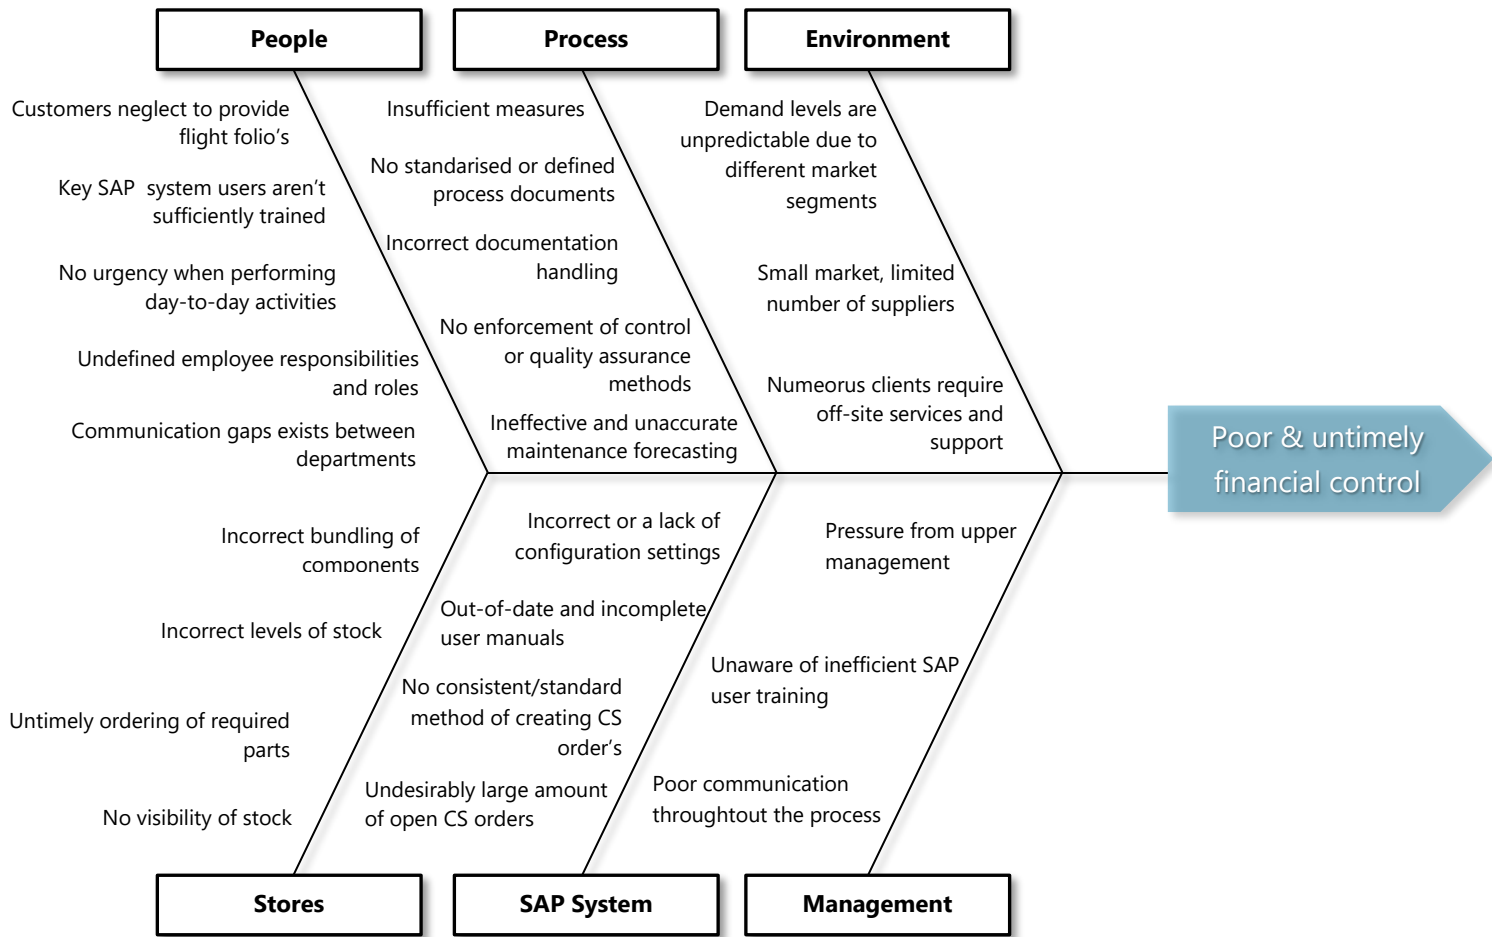 People
Process
Environment
Customers neglect to provide
flight folio's
Key SAP system users aren't
sufficiently trained
No urgency when performing
day-to-day activities
Undefined employee responsibilities
and roles
Communication gaps exists between
departments
Insufficient measures
No standarised or defined
process documents
Incorrect documentation
handling
No enforcement of control
or quality assurance
methods
Ineffective and unaccurate
maintenance forecasting
Demand levels are
unpredictable due to
different market
segments
Small market, limited
number of suppliers
Numeorus clients require
off-site services and
support
Poor & untimely
financial control
Incorrect bundling of
components
Incorrect levels of stock
Untimely ordering of required
parts
No visibility of stock
Incorrect or a lack of
configuration settings
Out-of-date and incomplete
user manuals
No consistent/standard
method of creating CS
order's
Undesirably large amount
of open CS orders
Pressure from upper
management
Unaware of inefficient SAP
user training
Poor communication
throughtout the process
Stores
SAP System
Management